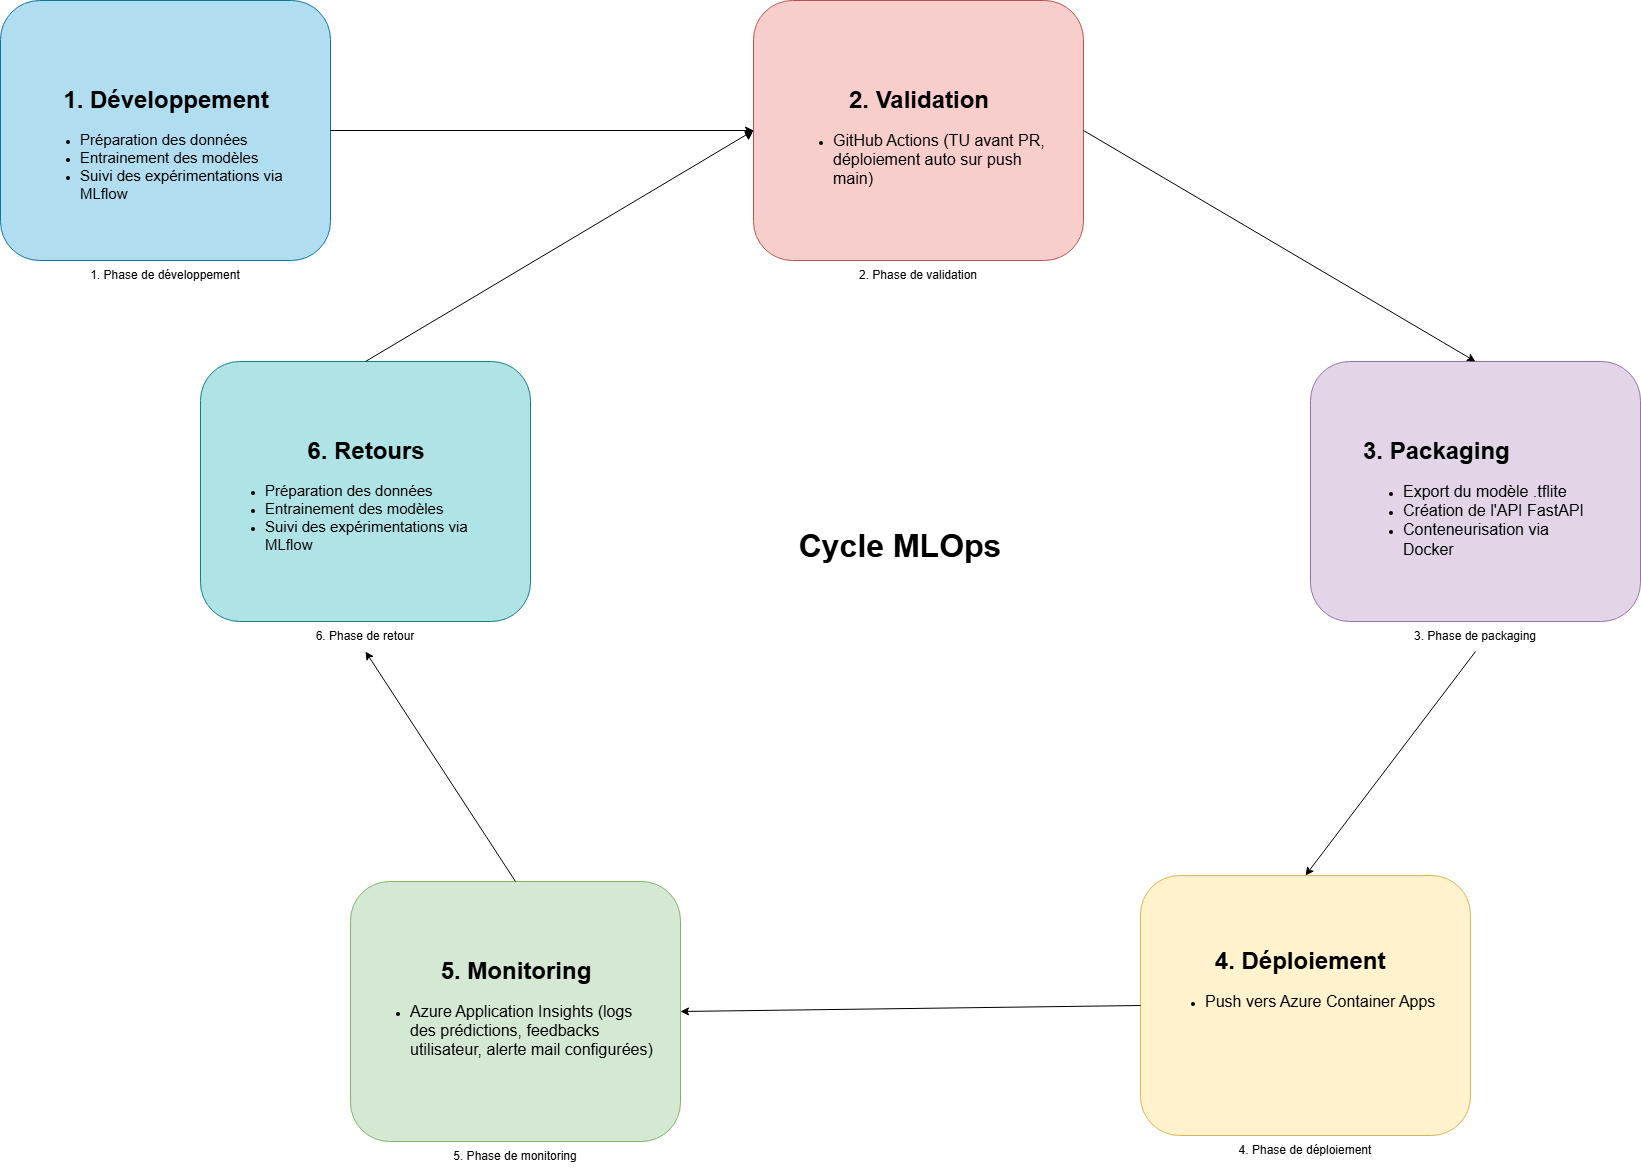 1. Développement
• Préparation des données
• Entrainement des modèles
• Suivi des expérimentations via
MLflow
1. Phase de développement
2. Validation
• GitHub Actions (TU avant PR,
déploiement auto sur push
main)
2. Phase de validation
6. Retours
• Préparation des données
• Entrainement des modèles
• Suivi des expérimentations via
MLflow
6. Phase de retour
Cycle MLOps
3. Packaging
• Export du modèle .tflite
• Création de l'API FastAPI
• Conteneurisation via
Docker
3. Phase de packaging
5. Monitoring
• Azure Application Insights (logs
des prédictions, feedbacks
utilisateur, alerte mail configurées)
5. Phase de monitoring
4. Déploiement
• Push vers Azure Container Apps
4. Phase de déploiement